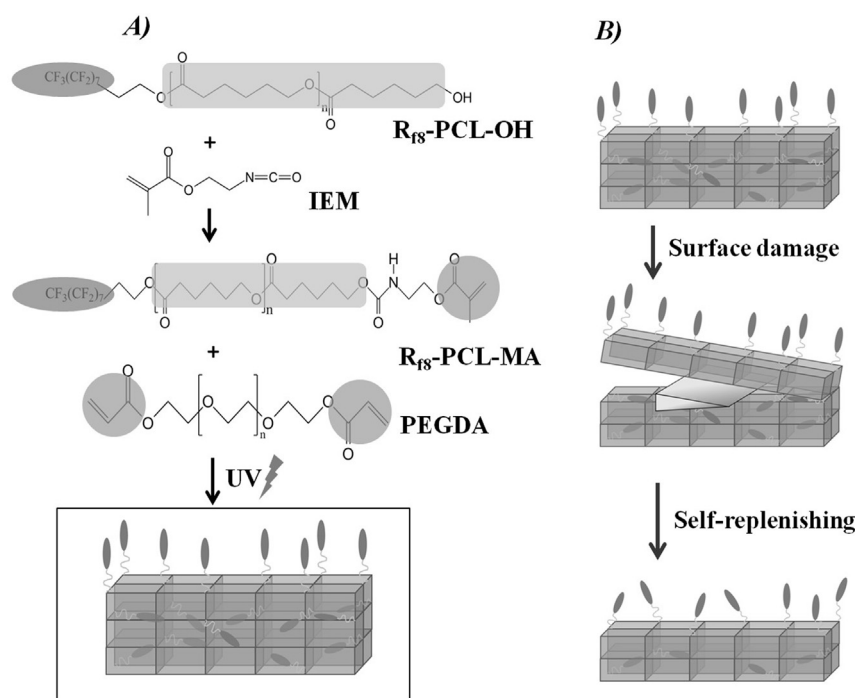 A)
CF3(CF2)7
O
O
O
n
O
OH
O
Rf8-PCL-OH
+
O
O
N=C=O
IEM
CF3(CF2)7
O
O
O
n
O
O
H
N
O
O
O
Rf8-PCL-MA
+
O
O
O
n
O
O
O
PEGDA
UV
B)
Surface damage
Self-replenishing